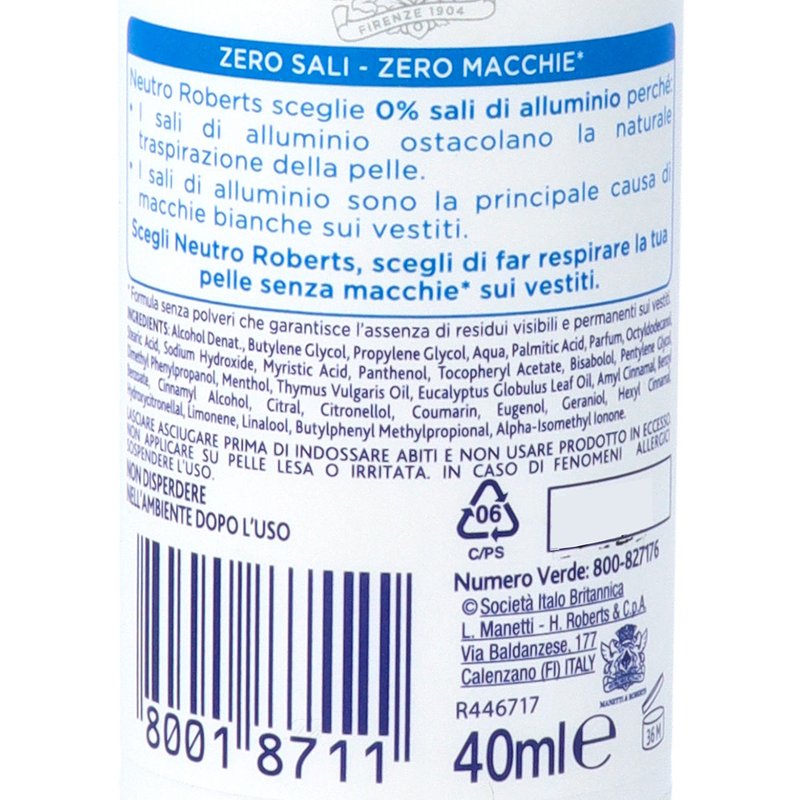 FIRENZE 1904
ZERO SALI - ZERO MACCHIE*
Neutro Roberts sceglie 0% sali di alluminio perché:
• I sali di alluminio ostacolano la naturale
traspirazione della pelle.
• I sali di alluminio sono la principale causa di
macchie bianche sui vestiti.
Scegli Neutro Roberts, scegli di far respirare la tua
pelle senza macchie* sui vestiti.
*Formula senza polveri che garantisce l'assenza di residui visibili e permanenti sui vestiti.
INGREDIENTS: Alcohol Denat., Butylene Glycol, Propylene Glycol, Aqua, Palmitic Acid, Parfum, Octyldodecanol,
Stearic Acid, Sodium Hydroxide, Myristic Acid, Panthenol, Tocopheryl Acetate, Bisabolol, Pentylene Glycol,
Dimethyl Phenylpropanol, Menthol, Thymus Vulgaris Oil, Eucalyptus Globulus Leaf Oil, Amyl Cinnamal, Benzyl
Benzoate, Cinnamyl Alcohol, Citral, Citronellol, Coumarin, Eugenol, Geraniol, Hexyl Cinnamal,
Hydroxycitronellal, Limonene, Linalool, Butylphenyl Methylpropional, Alpha-Isomethyl Ionone.
LASCIARE ASCIUGARE PRIMA DI INDOSSARE ABITI E NON USARE PRODOTTO IN ECCESSO.
NON APPLICARE SU PELLE LESA O IRRITATA. IN CASO DI FENOMENI ALLERGICI
SOSPENDERE L'USO.
NON DISPERDERE
NELL'AMBIENTE DOPO L'USO
06
C/PS
Numero Verde: 800-827176
© Società Italo Britannica
L. Manetti - H. Roberts & C.p.A.
Via Baldanzese, 177
Calenzano (FI) ITALY
MANETTI & ROBERTS
R446717
40ml e
36 M
8001 8711